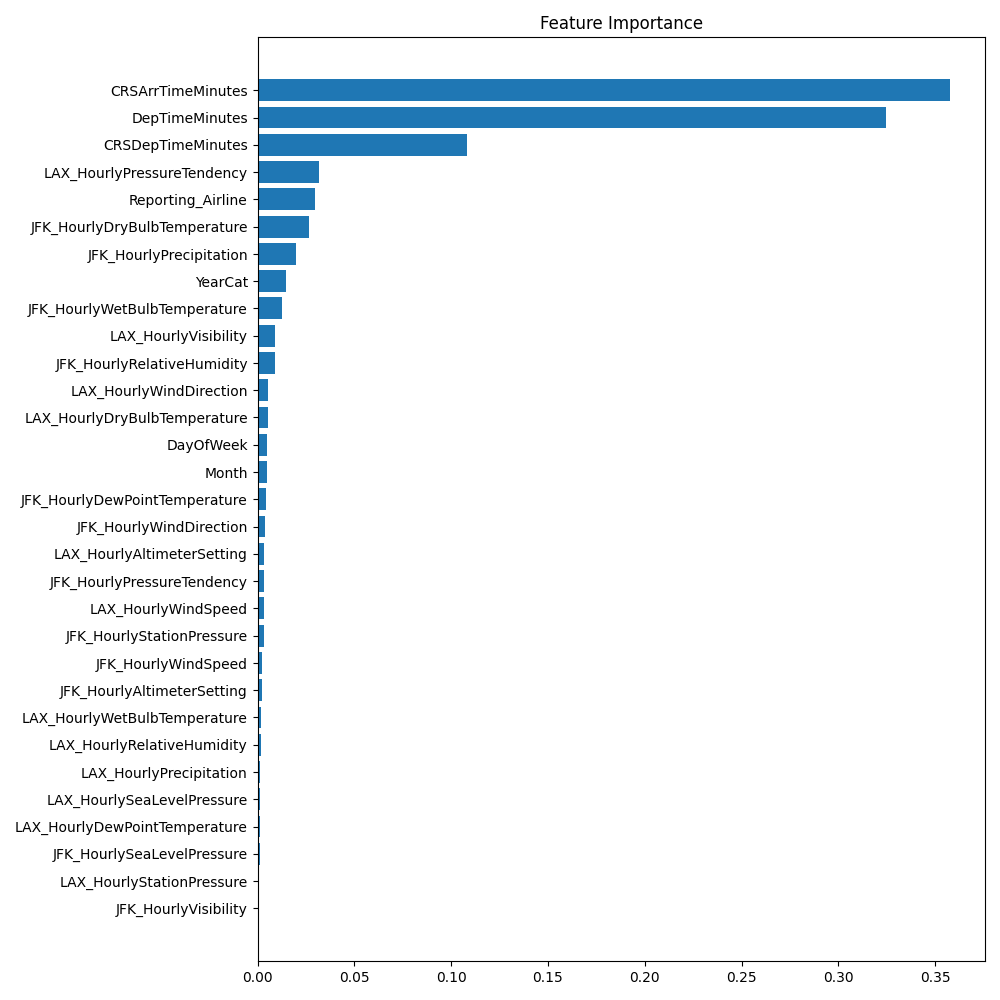 Feature Importance
CRSArrTimeMinutes
DepTimeMinutes
CRSDepTimeMinutes
LAX_HourlyPressureTendency
Reporting_Airline
JFK_HourlyDryBulbTemperature
JFK_HourlyPrecipitation
YearCat
JFK_HourlyWetBulbTemperature
LAX_HourlyVisibility
JFK_HourlyRelativeHumidity
LAX_HourlyWindDirection
LAX_HourlyDryBulbTemperature
DayOfWeek
Month
JFK_HourlyDewPointTemperature
JFK_HourlyWindDirection
LAX_HourlyAltimeterSetting
JFK_HourlyPressureTendency
LAX_HourlyWindSpeed
JFK_HourlyStationPressure
JFK_HourlyWindSpeed
JFK_HourlyAltimeterSetting
LAX_HourlyWetBulbTemperature
LAX_HourlyRelativeHumidity
LAX_HourlyPrecipitation
LAX_HourlySeaLevelPressure
LAX_HourlyDewPointTemperature
JFK_HourlySeaLevelPressure
LAX_HourlyStationPressure
JFK_HourlyVisibility
0.00 0.05 0.10 0.15 0.20 0.25 0.30 0.35